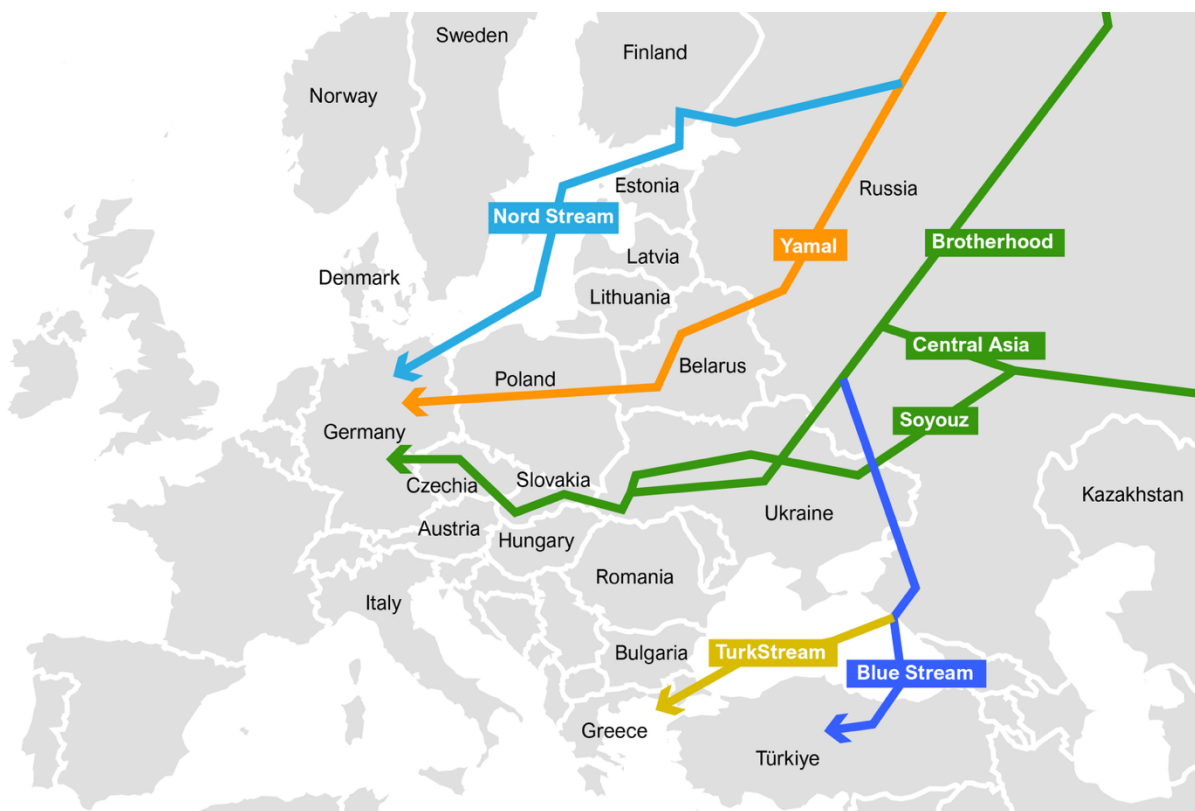 Sweden
Finland
Norway
Estonia
Russia
Nord Stream
Yamal
Brotherhood
Latvia
Denmark
Lithuania
Central Asia
Belarus
Poland
Soyouz
Germany
Slovakia
Czechia
Kazakhstan
Ukraine
Austria
Hungary
Romania
Italy
TurkStream
Bulgaria
Blue Stream
Greece
Türkiye